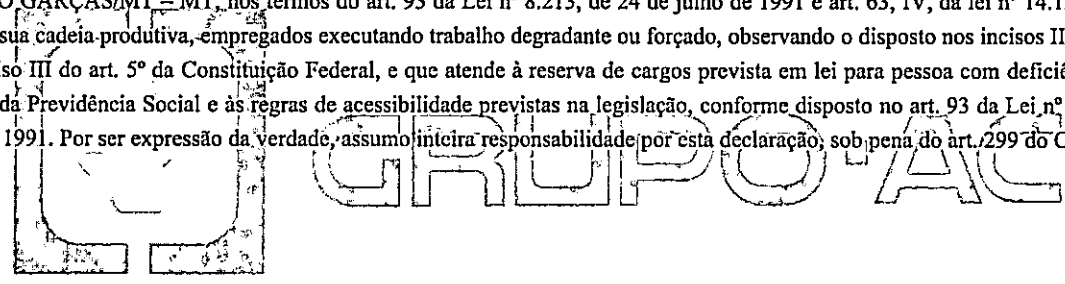 O GARÇAS/MT – MT, nos termos do art. 93 da Lei nº 8.213, de 24 de julho de 1991 e art. 63, IV, da lei nº 14.1
sua cadeia produtiva, empregados executando trabalho degradante ou forçado, observando o disposto nos incisos II
so III do art. 5º da Constituição Federal, e que atende à reserva de cargos prevista em lei para pessoa com defici
da Previdência Social e às regras de acessibilidade previstas na legislação, conforme disposto no art. 93 da Lei nº
1991. Por ser expressão da verdade, assumo inteira responsabilidade por esta declaração, sob pena do art. 299 do C
GRUPO AC